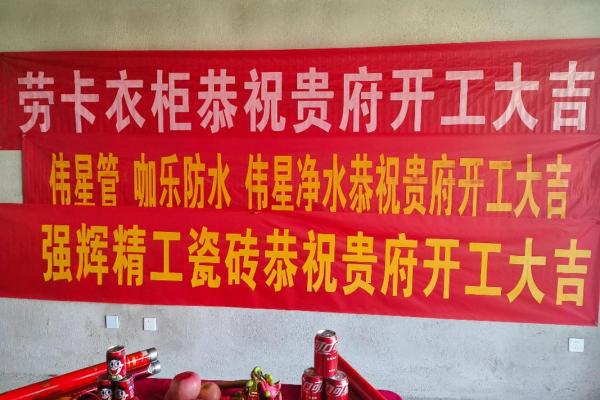 劳卡衣柜恭祝贵府开工大吉
伟星管 咖乐防水 伟星净水恭祝贵府开工大吉
强辉精工瓷砖恭祝贵府开工大吉